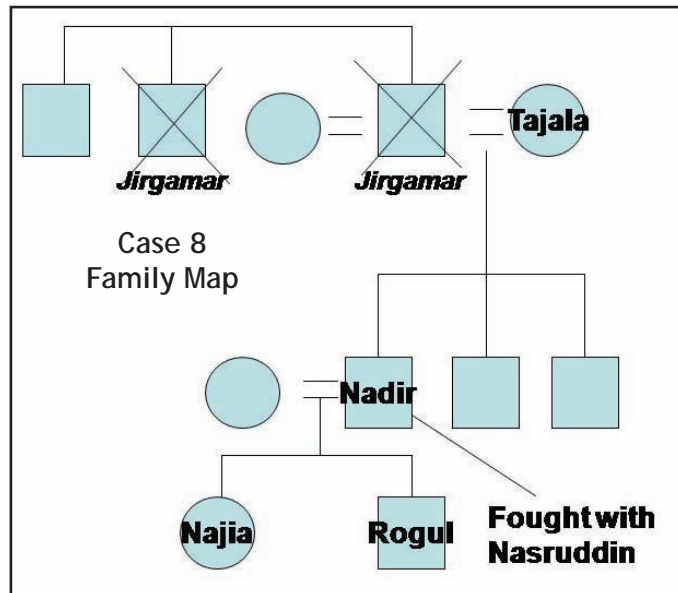 Tajala
Jirgamar
Jirgamar
Case 8
Family Map
Nadir
Najia
Rogul
Fought with
Nasruddin